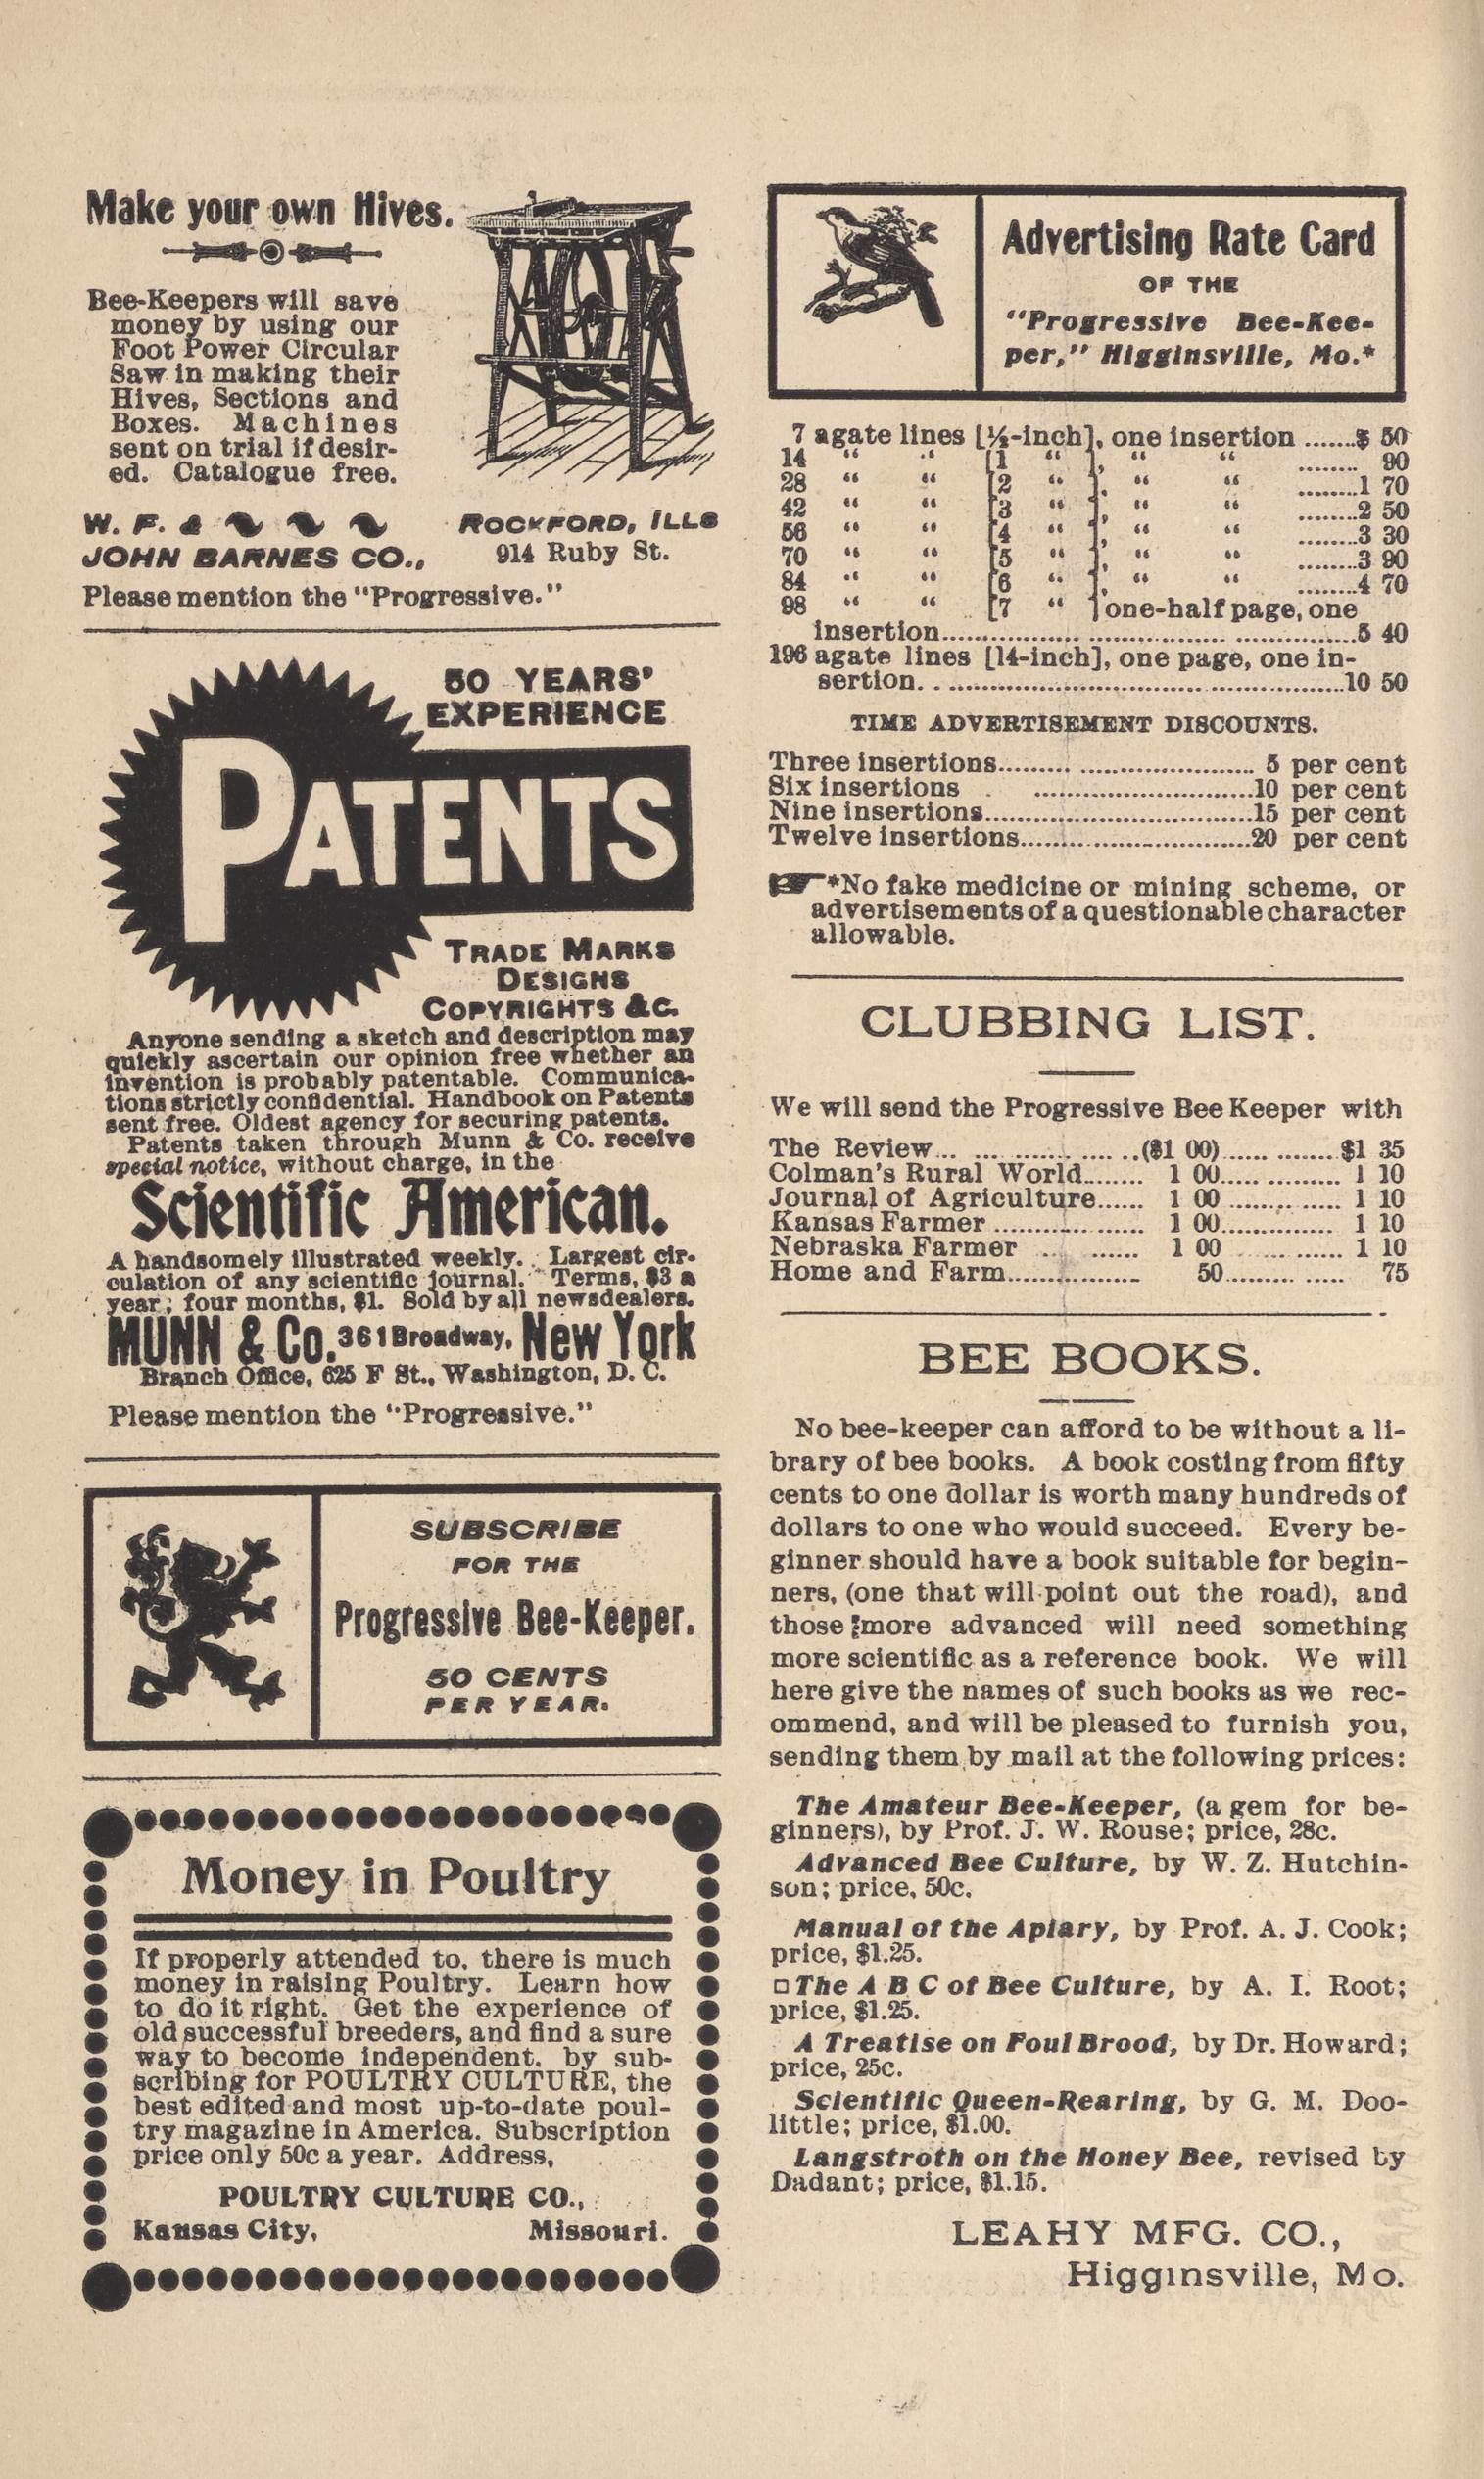 Make your own Hives.
Bee-Keepers will save
money by using our
Foot Power Circular
Saw in making their
Hives, Sections and
Boxes. Machines
sent on trial if desir-
ed. Catalogue free.
W. F. &
JOHN BARNES CO.,
ROCKFORD, ILLS
914 Ruby St.
Please mention the "Progressive."
50 YEARS'
EXPERIENCE
PATENTS
TRADE MARKS
DESIGNS
COPYRIGHTS &C.
Anyone sending a sketch and description may
quickly ascertain our opinion free whether an
invention is probably patentable. Communica-
tions strictly confidential. Handbook on Patents
sent free. Oldest agency for securing patents.
Patents taken through Munn & Co. receive
special notice, without charge, in the
Scientific American.
A handsomely illustrated weekly. Largest cir-
culation of any scientific journal. Terms, $3 a
year; four months, $1. Sold by all newsdealers.
MUNN & Co. 361 Broadway, New York
Branch Office, 625 F St., Washington, D. C.
Please mention the "Progressive."
SUBSCRIBE
FOR THE
Progressive Bee-Keeper.
50 CENTS
PER YEAR.
Money in Poultry
If properly attended to, there is much
money in raising Poultry. Learn how
to do it right. Get the experience of
old successful breeders, and find a sure
way to become independent, by sub-
scribing for POULTRY CULTURE, the
best edited and most up-to-date poul-
try magazine in America. Subscription
price only 50c a year. Address,
POULTRY CULTURE CO.,
Kansas City, Missouri.
Advertising Rate Card
OF THE
"Progressive Bee-Kee-
per," Higginsville, Mo.*
7 agate lines [½-inch], one insertion .......$ 50
14 " " [1 " ], " " ........ 90
28 " " [2 " ], " " .........1 70
42 " " [3 " ], " " ........2 50
56 " " [4 " ], " " ........3 30
70 " " [5 " ], " " ........3 90
84 " " [6 " ], " " ........4 70
98 " " [7 " ] one-half page, one
insertion..................................................5 40
196 agate lines [14-inch], one page, one in-
sertion. . ..................................................10 50
TIME ADVERTISEMENT DISCOUNTS.
Three insertions.................................. 5 per cent
Six insertions . ............................10 per cent
Nine insertions...................................15 per cent
Twelve insertions..............................20 per cent
☞*No fake medicine or mining scheme, or
advertisements of a questionable character
allowable.
CLUBBING LIST.
We will send the Progressive Bee Keeper with
The Review... ............ ..($1 00)...... ........$1 35
Colman's Rural World........ 1 00..... .......... 1 10
Journal of Agriculture...... 1 00 ........ ...... 1 10
Kansas Farmer .................... 1 00............... 1 10
Nebraska Farmer ... ...... 1 00 ...... ...... 1 10
Home and Farm................. 50.......... ..... 75
BEE BOOKS.
No bee-keeper can afford to be without a li-
brary of bee books. A book costing from fifty
cents to one dollar is worth many hundreds of
dollars to one who would succeed. Every be-
ginner should have a book suitable for begin-
ners, (one that will point out the road), and
those more advanced will need something
more scientific as a reference book. We will
here give the names of such books as we rec-
ommend, and will be pleased to furnish you,
sending them by mail at the following prices:
The Amateur Bee-Keeper, (a gem for be-
ginners), by Prof. J. W. Rouse; price, 28c.
Advanced Bee Culture, by W. Z. Hutchin-
son; price, 50c.
Manual of the Apiary, by Prof. A. J. Cook;
price, $1.25.
The A B C of Bee Culture, by A. I. Root;
price, $1.25.
A Treatise on Foul Brood, by Dr. Howard;
price, 25c.
Scientific Queen-Rearing, by G. M. Doo-
little; price, $1.00.
Langstroth on the Honey Bee, revised by
Dadant; price, $1.15.
LEAHY MFG. CO.,
Higginsville, Mo.